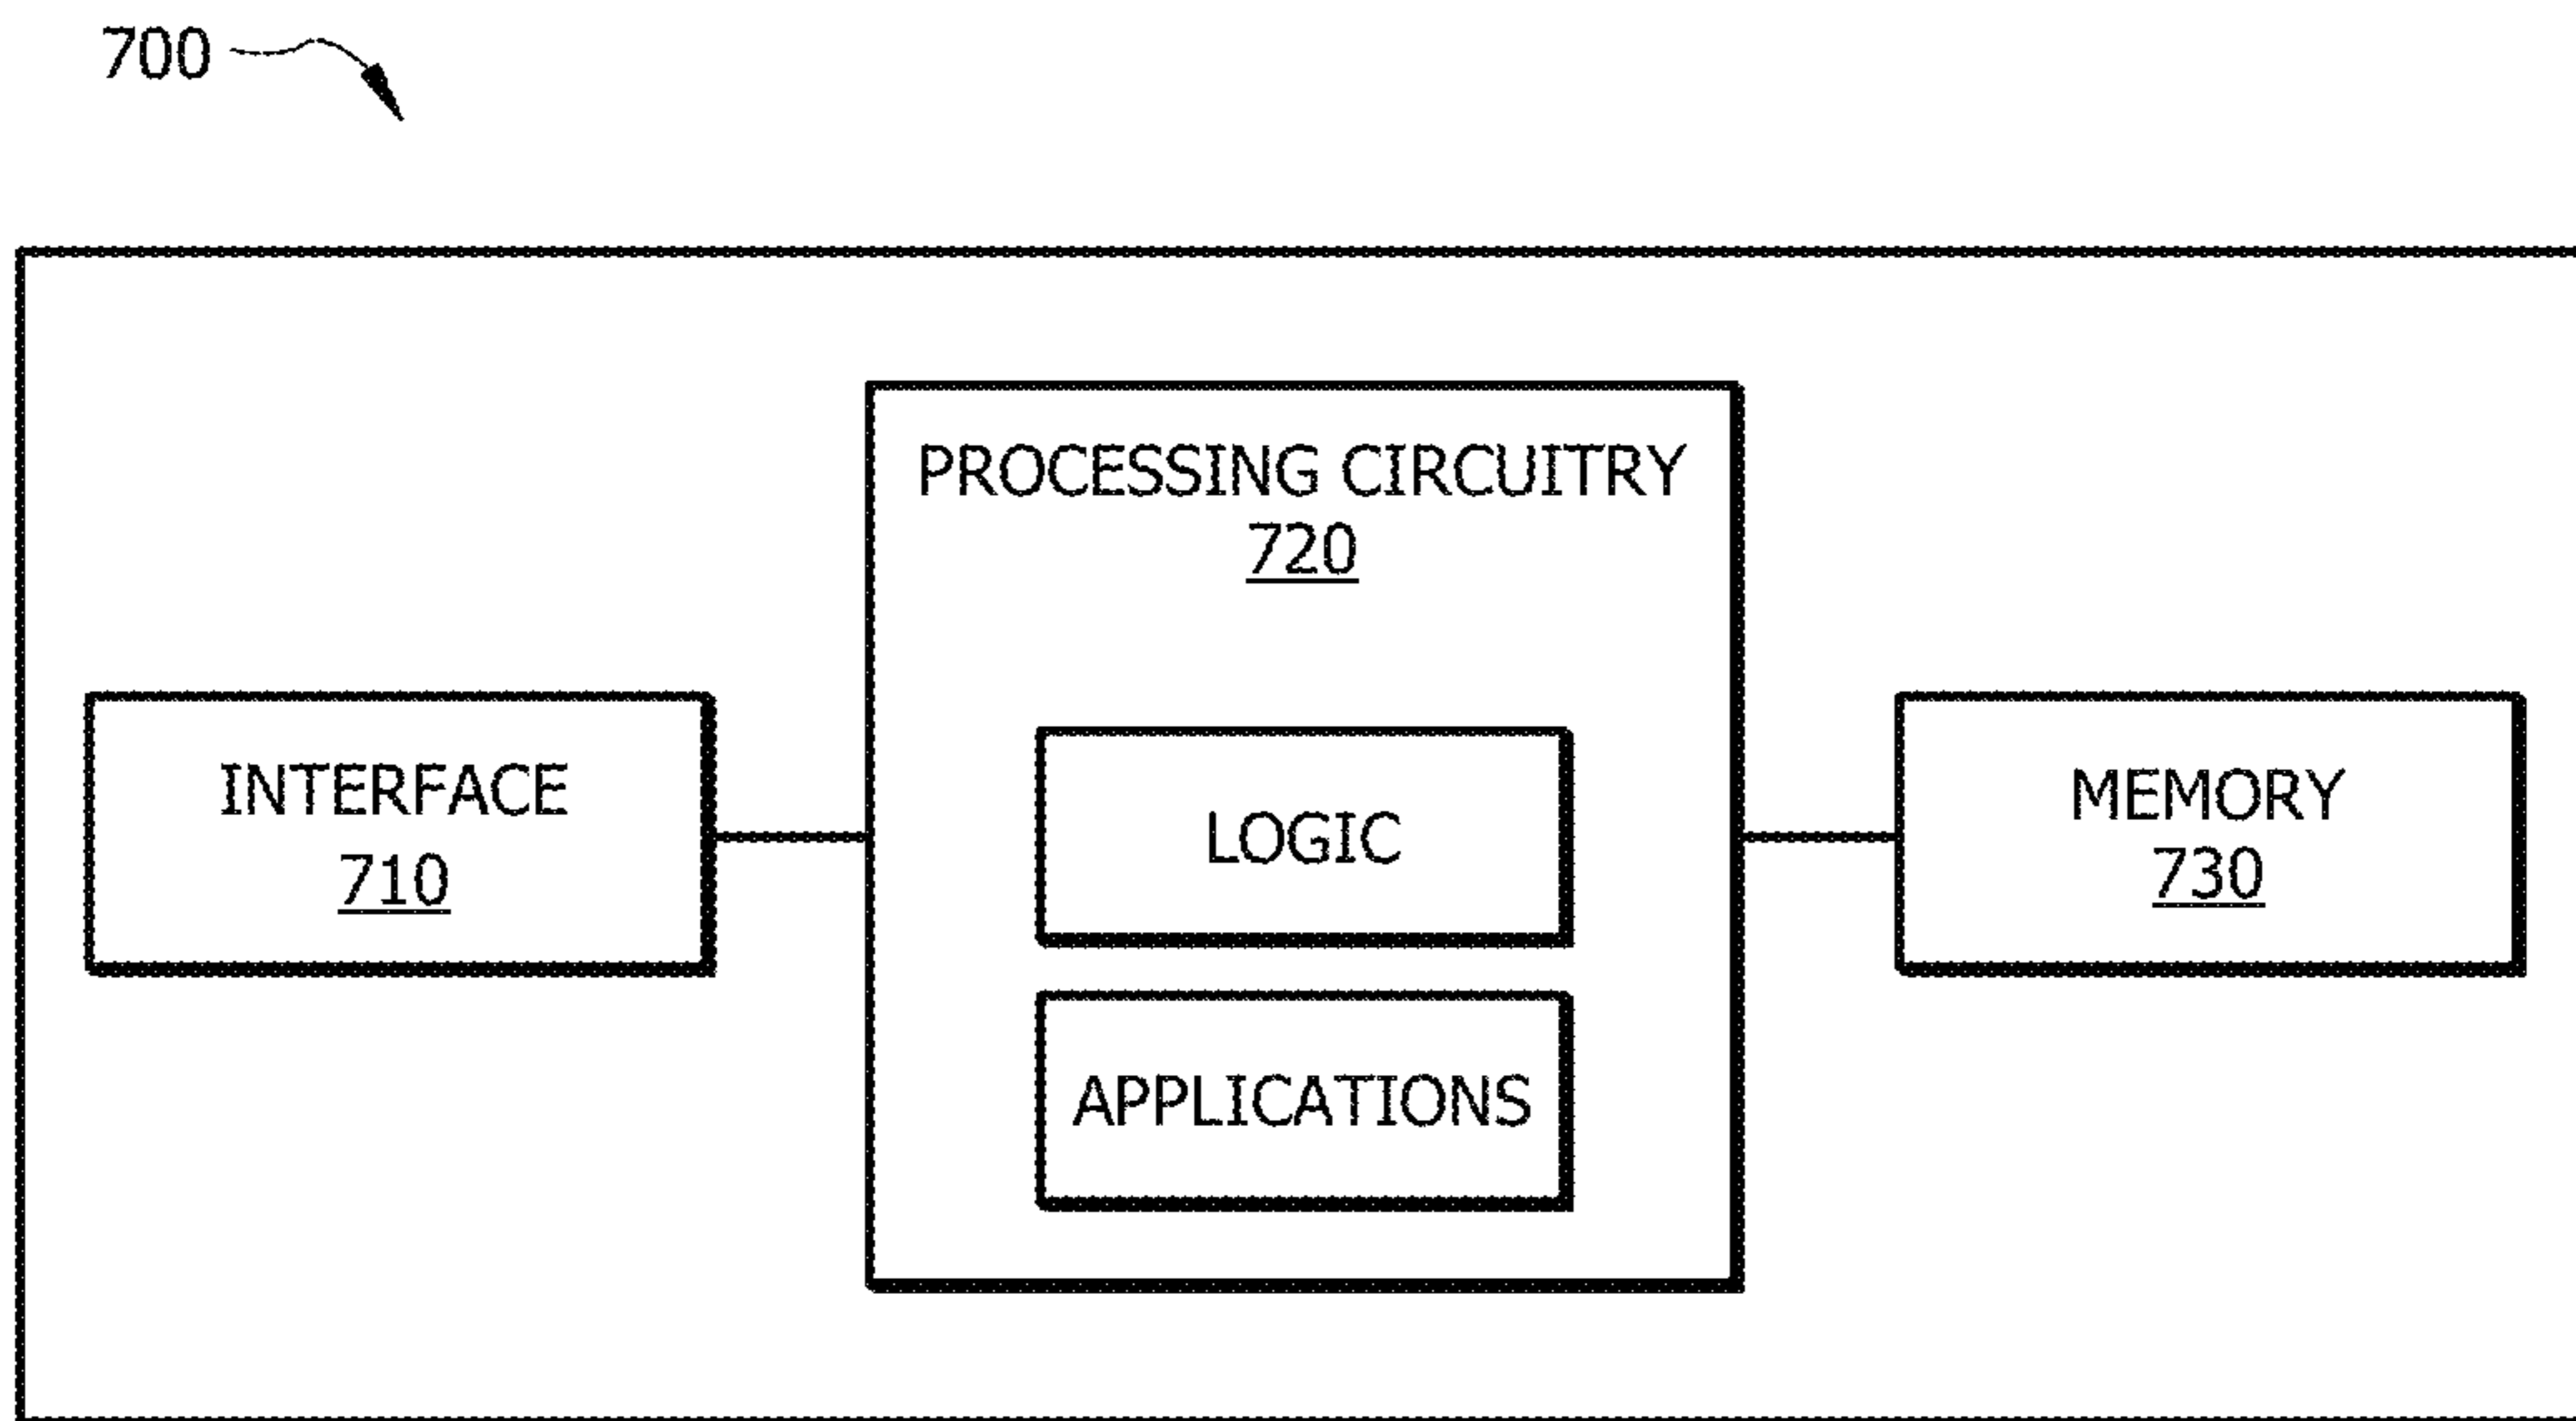 700
PROCESSING CIRCUITRY
720
INTERFACE
710
LOGIC
APPLICATIONS
MEMORY
730